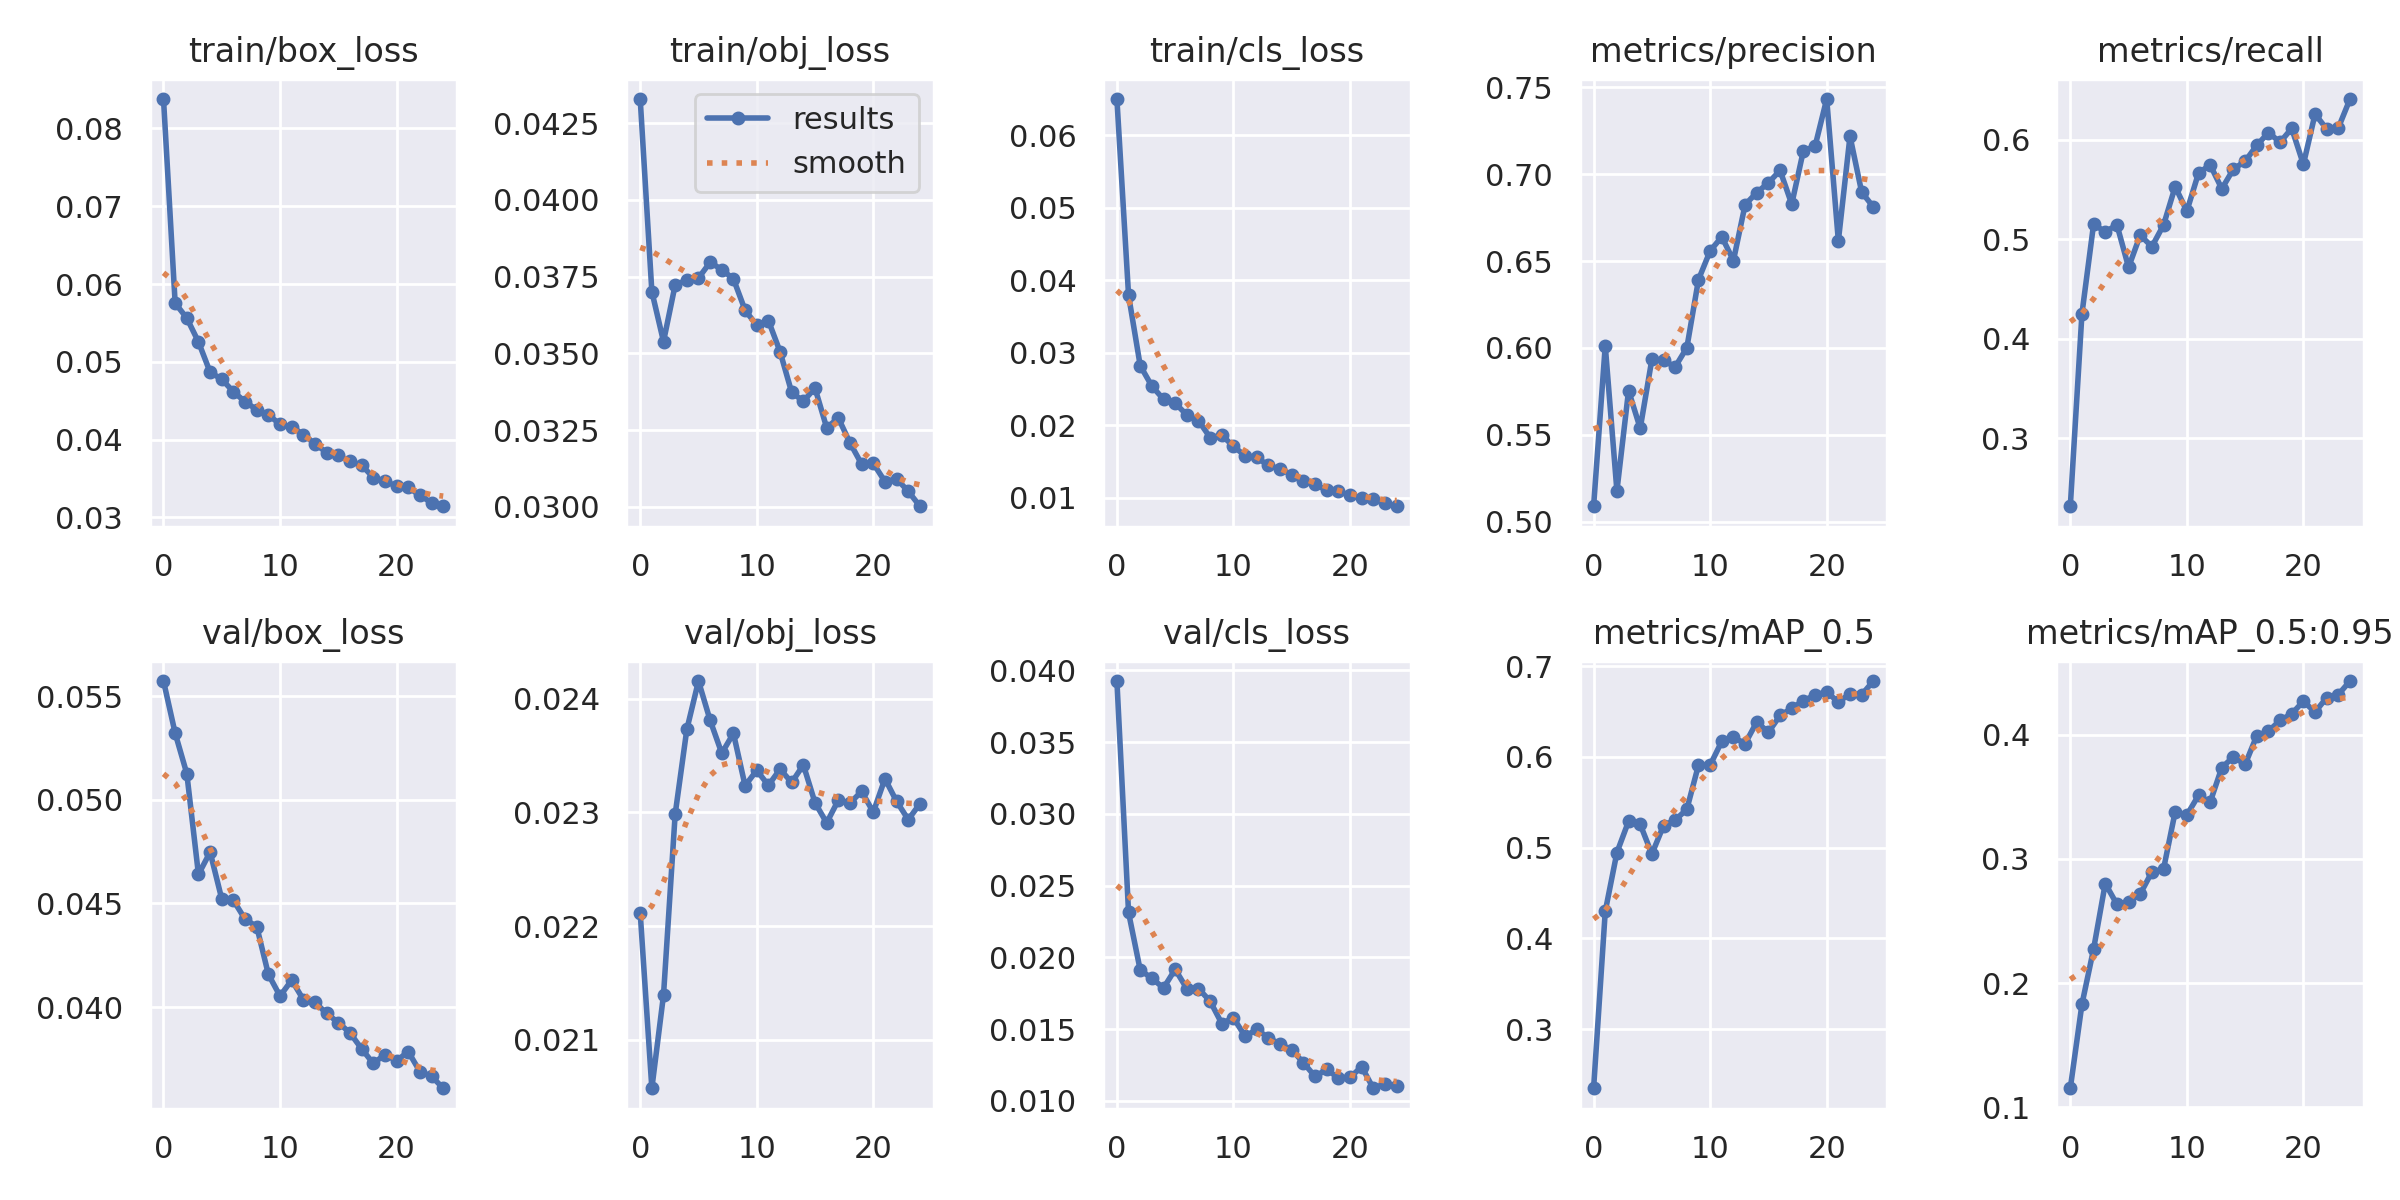 train/box_loss
0.08
0.07
0.06
0.05
0.04
0.03
0 10 20
train/obj_loss
results
smooth
0.0425
0.0400
0.0375
0.0350
0.0325
0.0300
0 10 20
train/cls_loss
0.06
0.05
0.04
0.03
0.02
0.01
0 10 20
metrics/precision
0.75
0.70
0.65
0.60
0.55
0.50
0 10 20
metrics/recall
0.6
0.5
0.4
0.3
0 10 20
val/box_loss
0.055
0.050
0.045
0.040
0 10 20
val/obj_loss
0.024
0.023
0.022
0.021
0 10 20
val/cls_loss
0.040
0.035
0.030
0.025
0.020
0.015
0.010
0 10 20
metrics/mAP_0.5
0.7
0.6
0.5
0.4
0.3
0 10 20
metrics/mAP_0.5:0.95
0.4
0.3
0.2
0.1
0 10 20